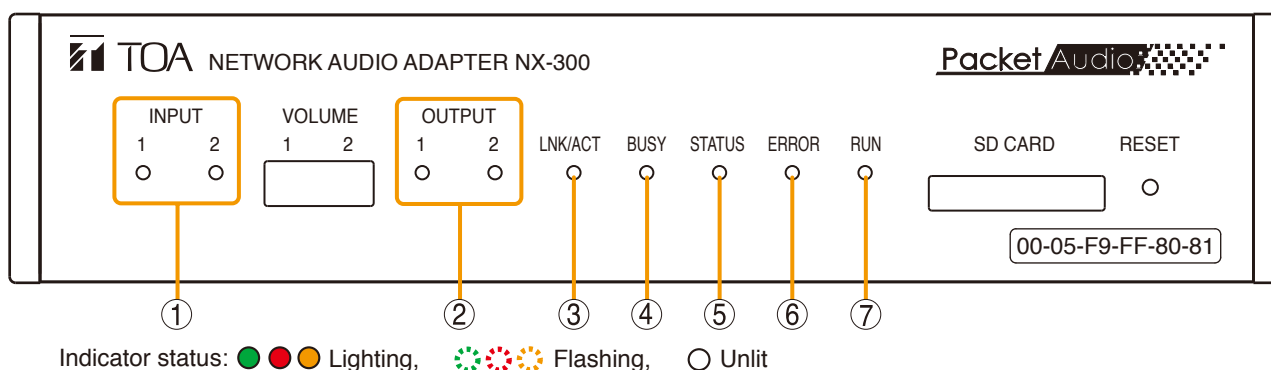 TOA NETWORK AUDIO ADAPTER NX-300
Packet Audio
INPUT VOLUME OUTPUT
1 2 1 2 1 2
LNK/ACT BUSY STATUS ERROR RUN SD CARD RESET
00-05-F9-FF-80-81
① ② ③ ④ ⑤ ⑥ ⑦
Indicator status: Lighting, Flashing, Unlit